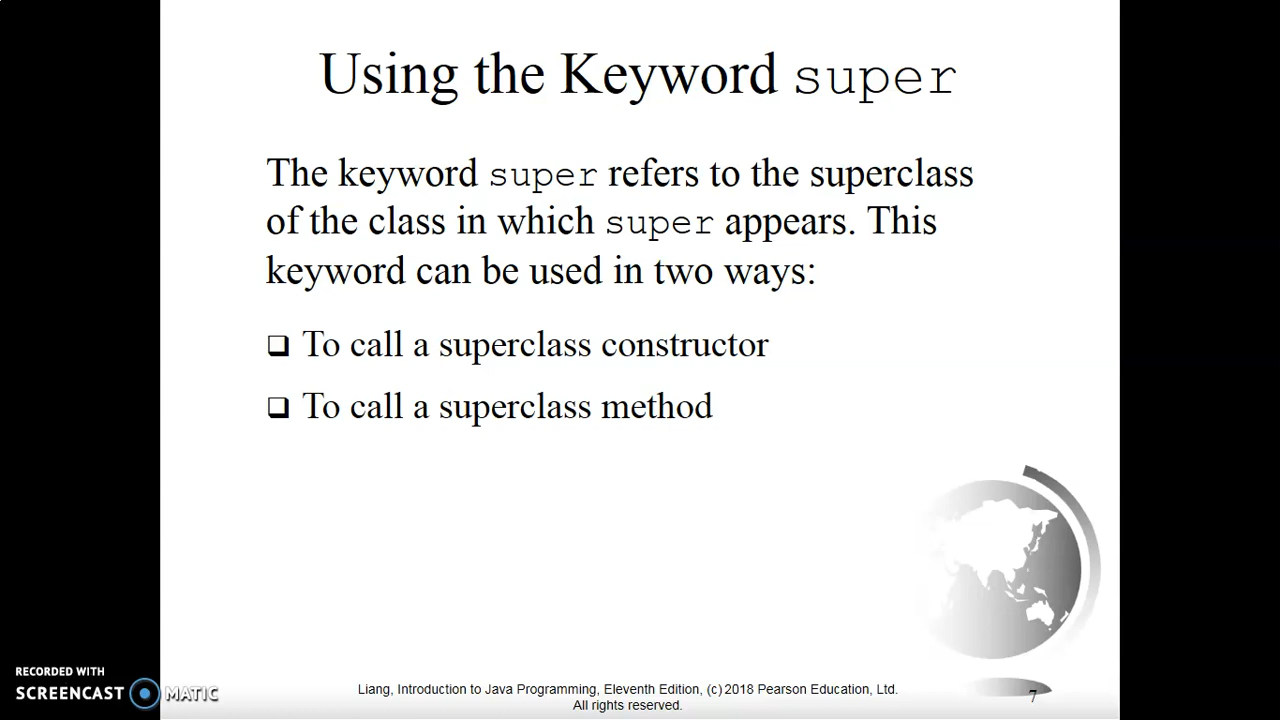 Using the Keyword super
The keyword super refers to the superclass
of the class in which super appears. This
keyword can be used in two ways:
❑ To call a superclass constructor
❑ To call a superclass method
RECORDED WITH
SCREENCAST MATIC
Liang, Introduction to Java Programming, Eleventh Edition, (c) 2018 Pearson Education, Ltd.
All rights reserved.
7